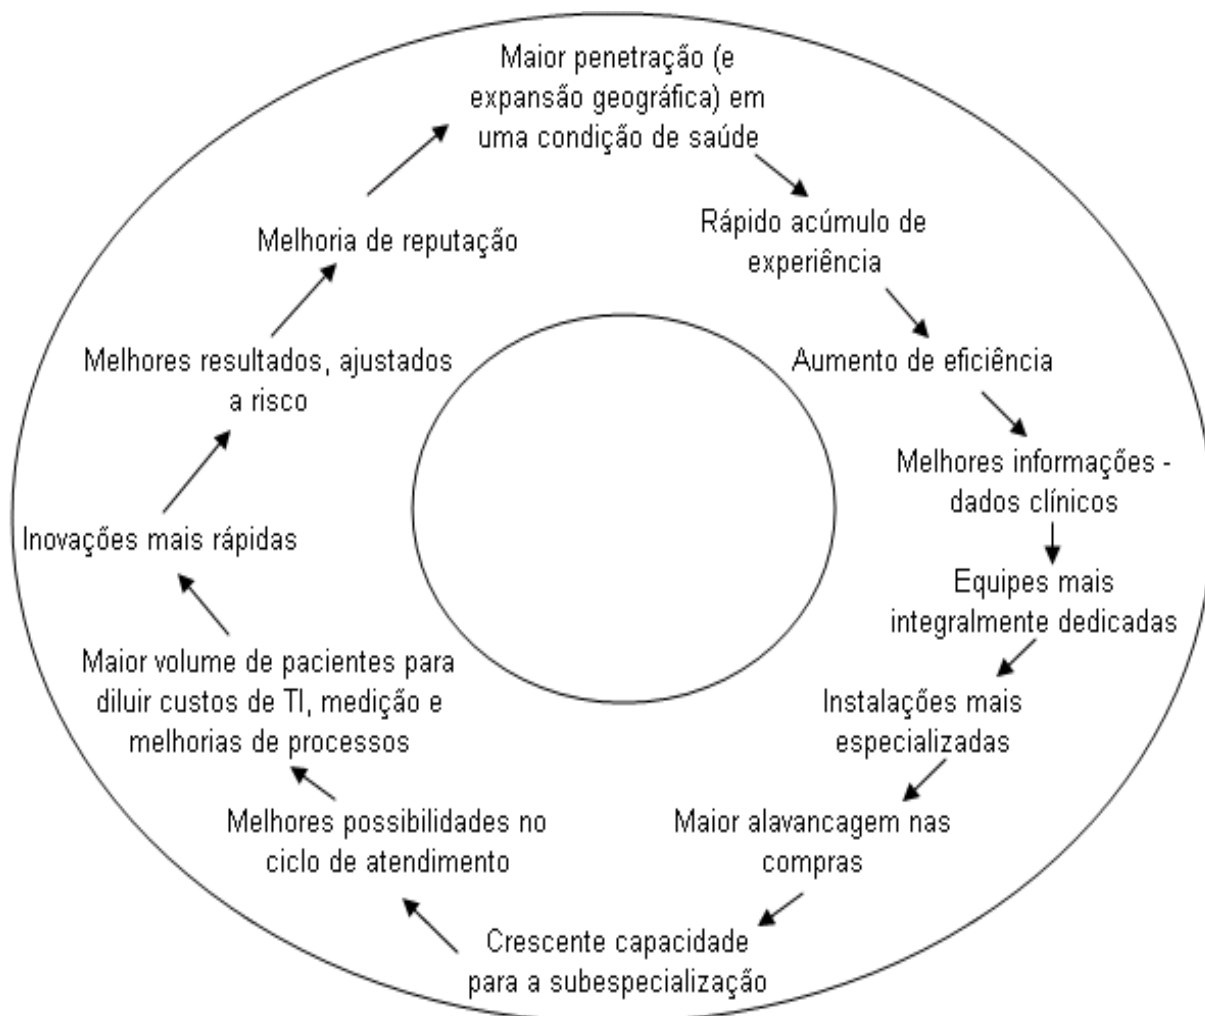 Maior penetração (e
expansão geográfica) em
uma condição de saúde
Rápido acúmulo de
experiência
Aumento de eficiência
Melhores informações -
dados clínicos
Equipes mais
integralmente dedicadas
Instalações mais
especializadas
Maior alavancagem nas
compras
Crescente capacidade
para a subespecialização
Melhores possibilidades no
ciclo de atendimento
Maior volume de pacientes para
diluir custos de TI, medição e
melhorias de processos
Inovações mais rápidas
Melhores resultados, ajustados
a risco
Melhoria de reputação